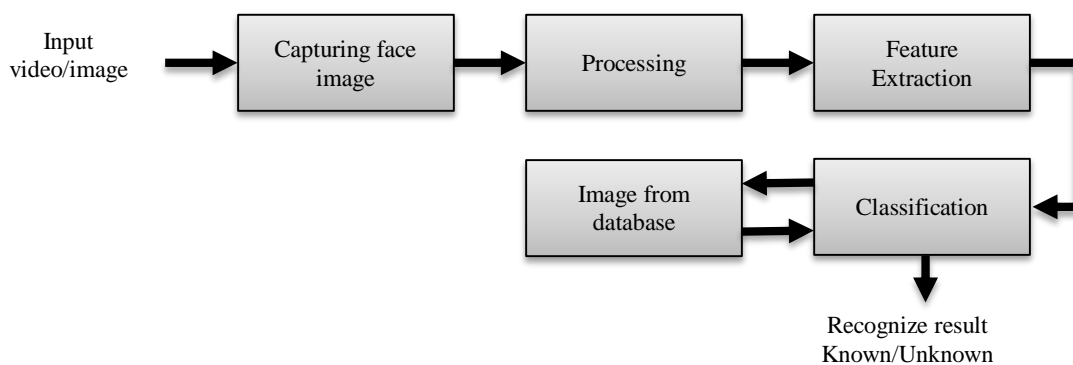 Input
video/image
Capturing face
image
Processing
Feature
Extraction
Image from
database
Classification
Recognize result
Known/Unknown